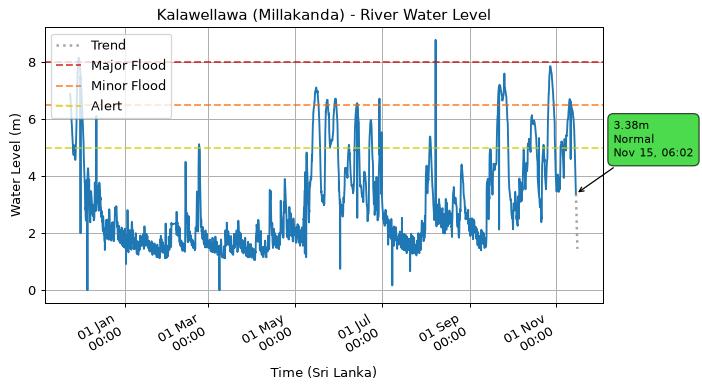 Kalawellawa (Millakanda) - River Water Level
Trend
Major Flood
Minor Flood
Alert
3.38m
Normal
Nov 15, 06:02
Water Level (m)
8
6
4
2
0
01 Jan
00:00
01 Mar
00:00
01 May
00:00
01 Jul
00:00
01 Sep
00:00
01 Nov
00:00
Time (Sri Lanka)